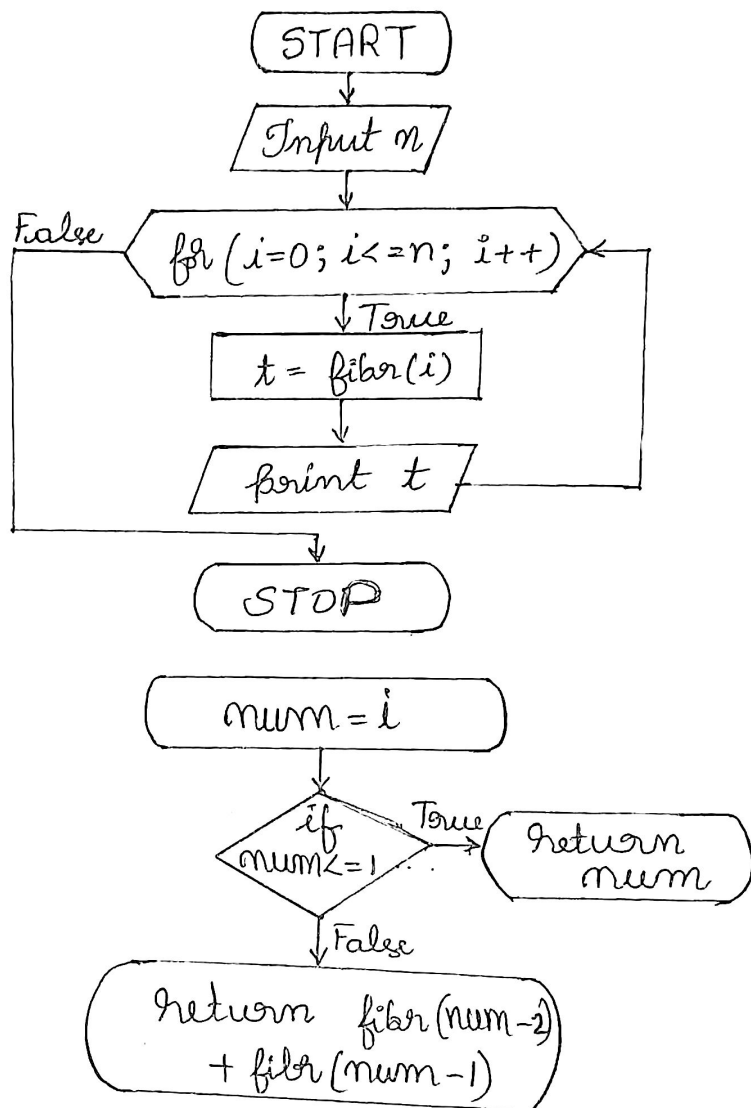 START
Input n
False
for (i=0; i<=n; i++)
True
t = fibr(i)
print t
STOP
num = i
if
num<=1
True
return
num
False
return fibr(num-2)
+ fibr(num-1)